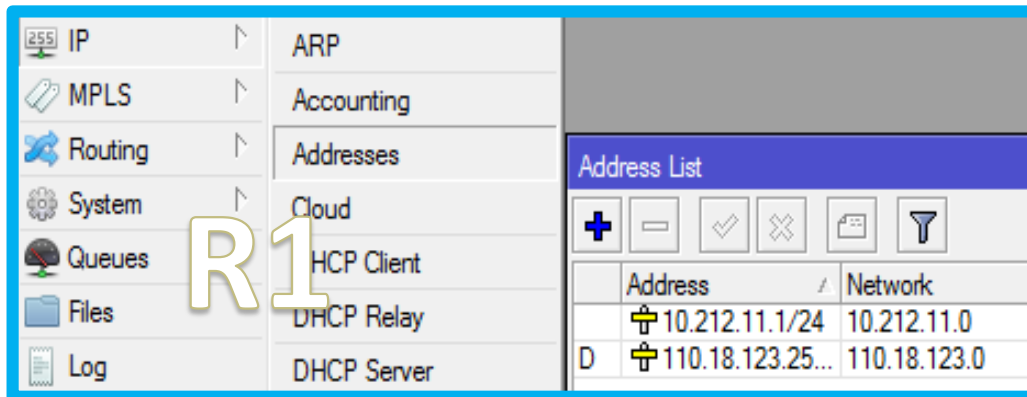 255 IP
MPLS
Routing
System
Queues
Files
Log
ARP
Accounting
Addresses
Cloud
DHCP Client
DHCP Relay
DHCP Server
R1
Address List
Address Network
10.212.11.1/24 10.212.11.0
D 110.18.123.25... 110.18.123.0